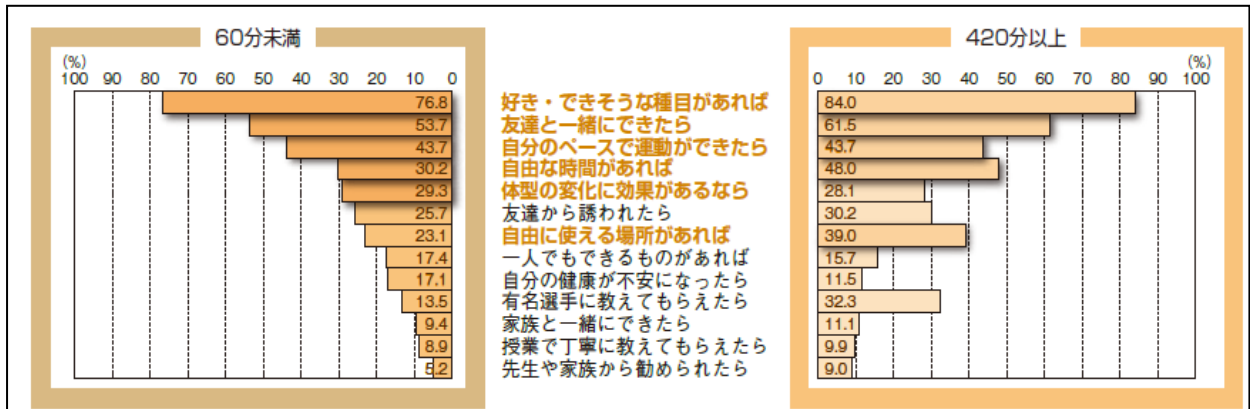 60分未満
420分以上
(%)
(%)
100 90 80 70 60 50 40 30 20 10 0
0 10 20 30 40 50 60 70 80 90 100
76.8 好き・できそうな種目があれば 84.0
53.7 友達と一緒にできたら 61.5
43.7 自分のペースで運動ができたら 43.7
30.2 自由な時間があれば 48.0
29.3 体型の変化に効果があるなら 28.1
25.7 友達から誘われたら 30.2
23.1 自由に使える場所があれば 39.0
17.4 一人でもできるものがあれば 15.7
17.1 自分の健康が不安になったら 11.5
13.5 有名選手に教えてもらえたら 32.3
9.4 家族と一緒にできたら 11.1
8.9 授業で丁寧に教えてもらえたら 9.9
5.2 先生や家族から勧められたら 9.0